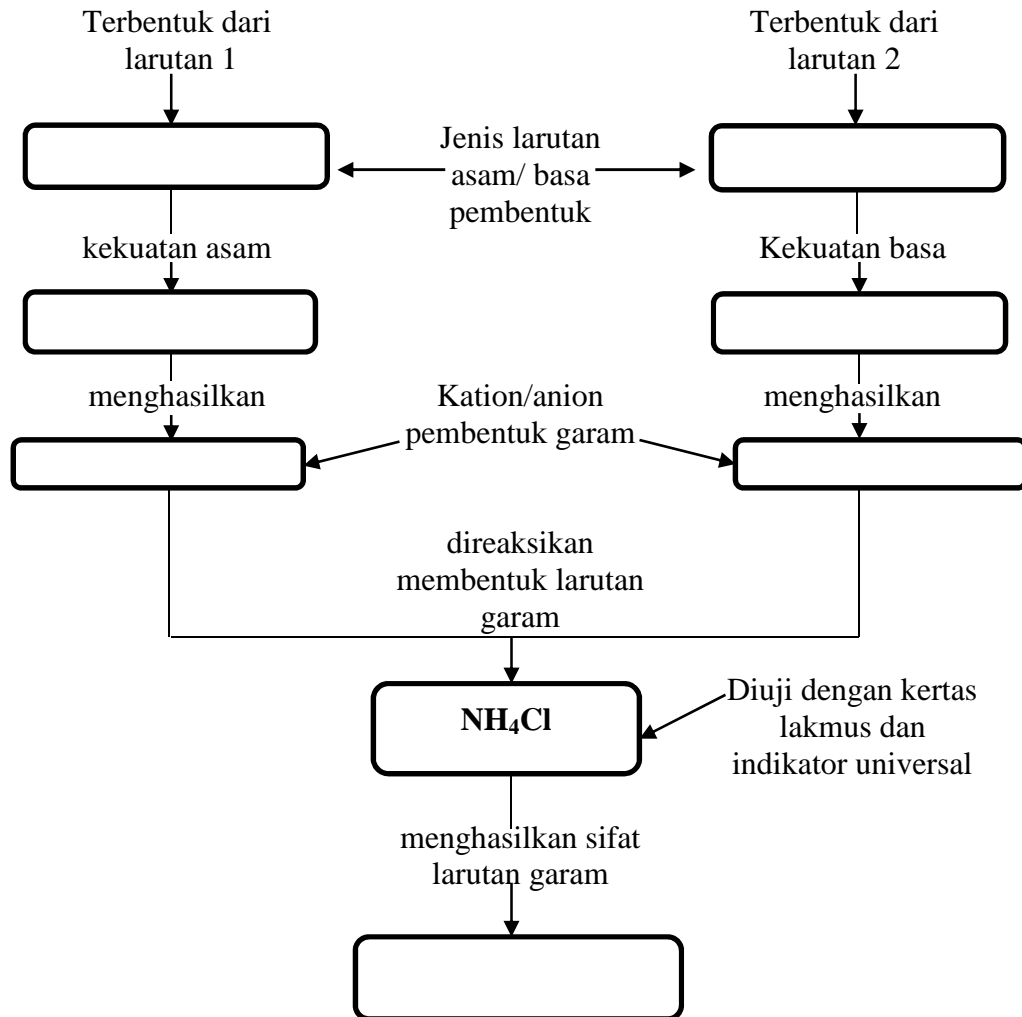 Terbentuk dari
larutan 1
Terbentuk dari
larutan 2
Jenis larutan
asam/ basa
pembentuk
kekuatan asam
Kekuatan basa
menghasilkan
Kation/anion
pembentuk garam
menghasilkan
direaksikan
membentuk larutan
garam
NH₄Cl
Diuji dengan kertas
lakmus dan
indikator universal
menghasilkan sifat
larutan garam